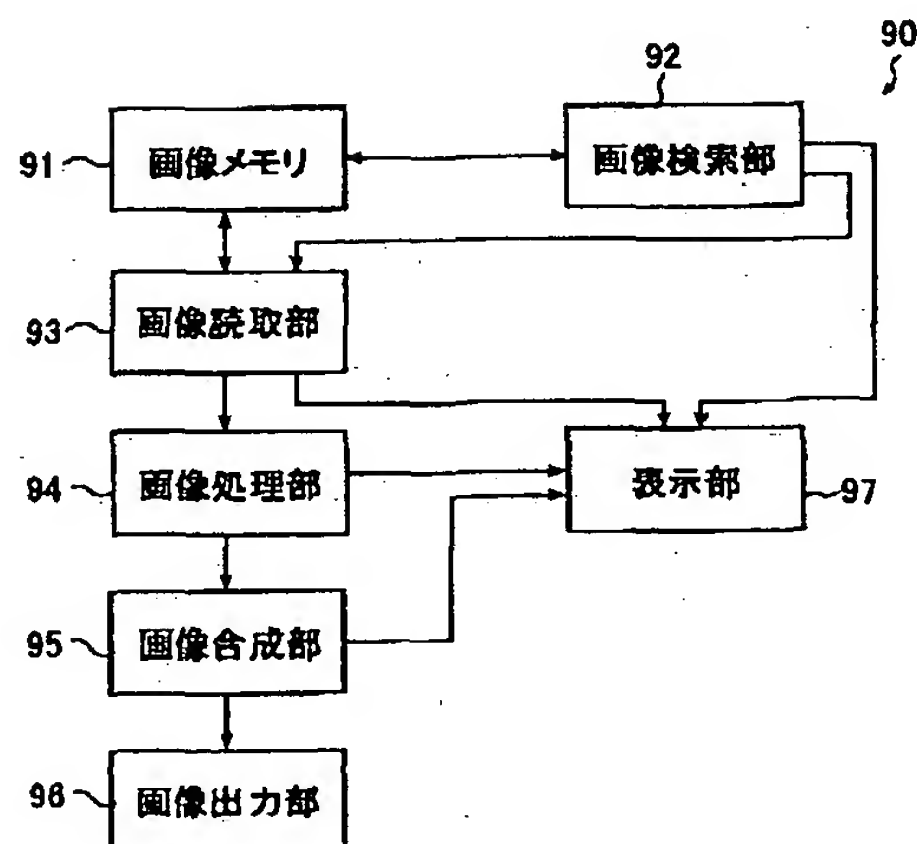 90
92
91
画像メモリ
画像検索部
93
画像読取部
94
画像処理部
表示部
97
95
画像合成部
96
画像出力部